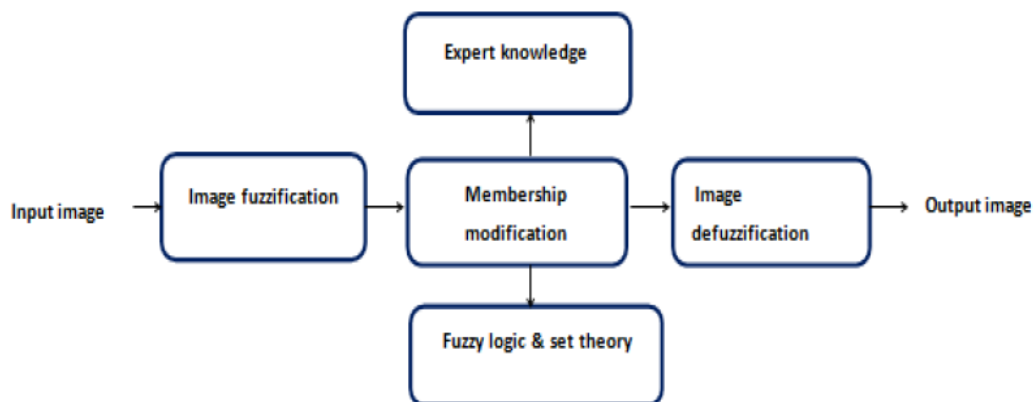 Expert knowledge
Input image
Image fuzzification
Membership
modification
Image
defuzzification
Output image
Fuzzy logic & set theory